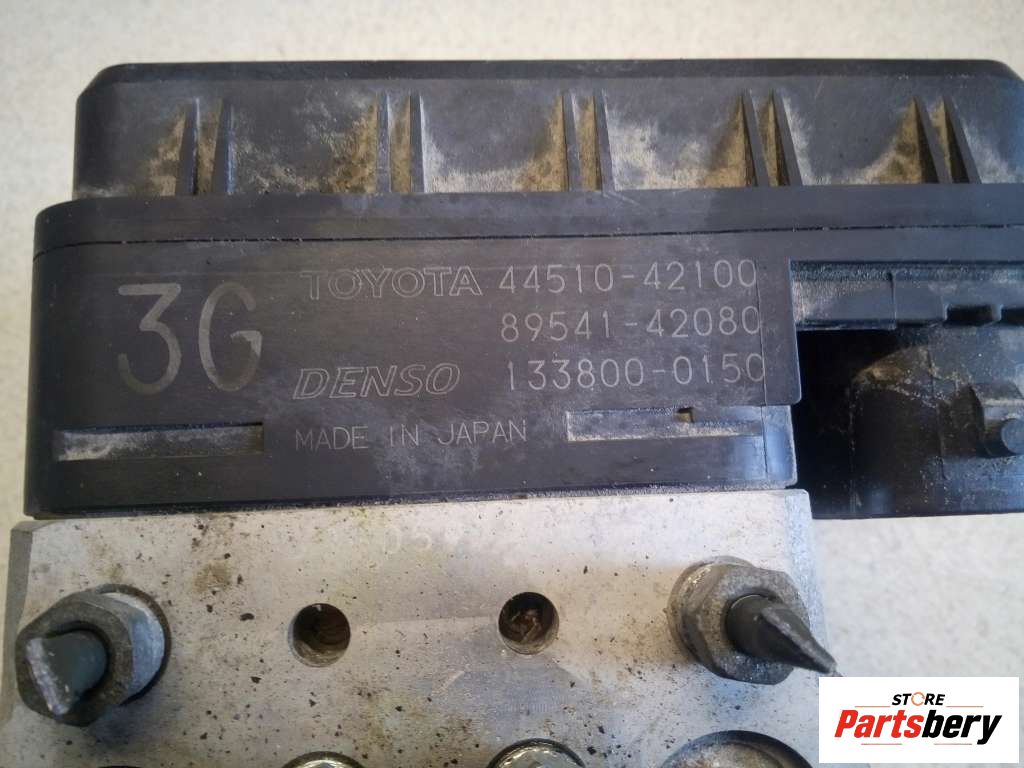 3G
TOYOTA 44510-42100
89541-42080
DENSO 133800-0150
MADE IN JAPAN
STORE
Partsbery